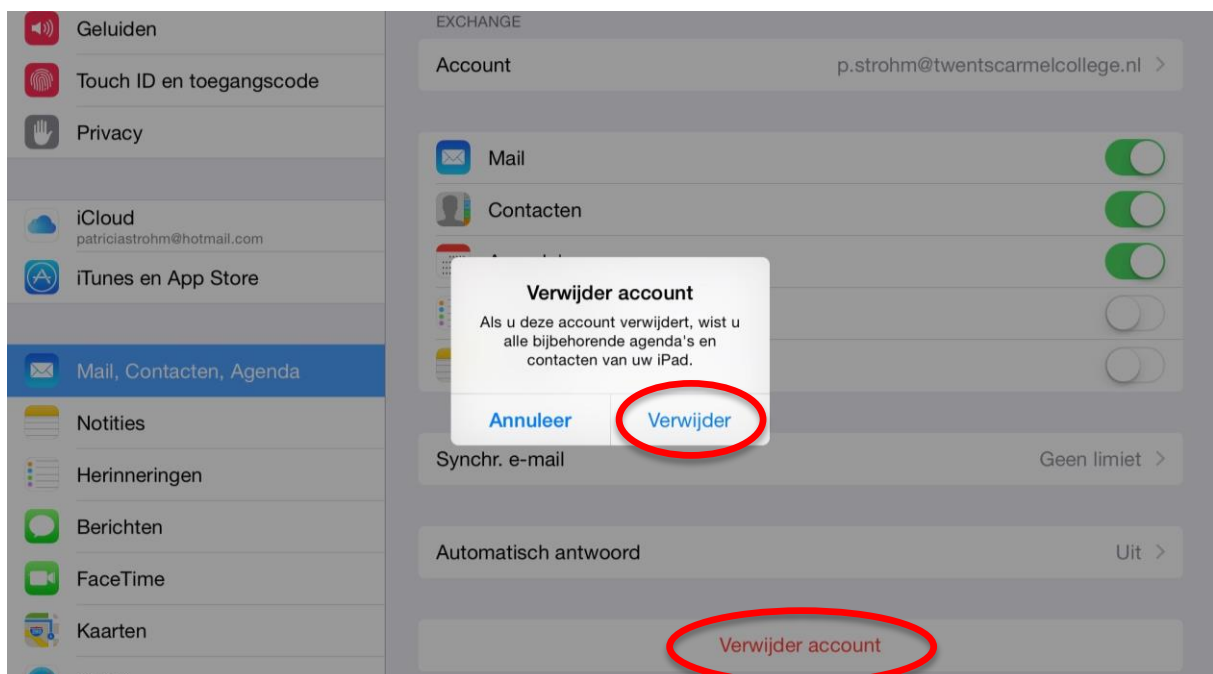 Geluiden
Touch ID en toegangscode
Privacy
iCloud
patriciastrohm@hotmail.com
iTunes en App Store
Mail, Contacten, Agenda
Notities
Herinneringen
Berichten
FaceTime
Kaarten
EXCHANGE
Account p.strohm@twentscarmelcollege.nl >
Mail
Contacten
Verwijder account
Als u deze account verwijdert, wist u
alle bijbehorende agenda's en
contacten van uw iPad.
Annuleer Verwijder
Synchr. e-mail Geen limiet >
Automatisch antwoord Uit >
Verwijder account